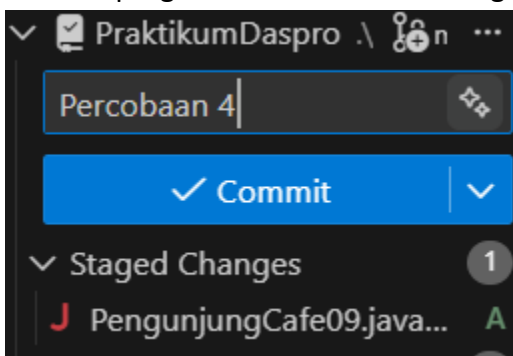 PraktikumDaspro .\ n ...
Percobaan 4
Commit
Staged Changes 1
J PengunjungCafe09.java... A